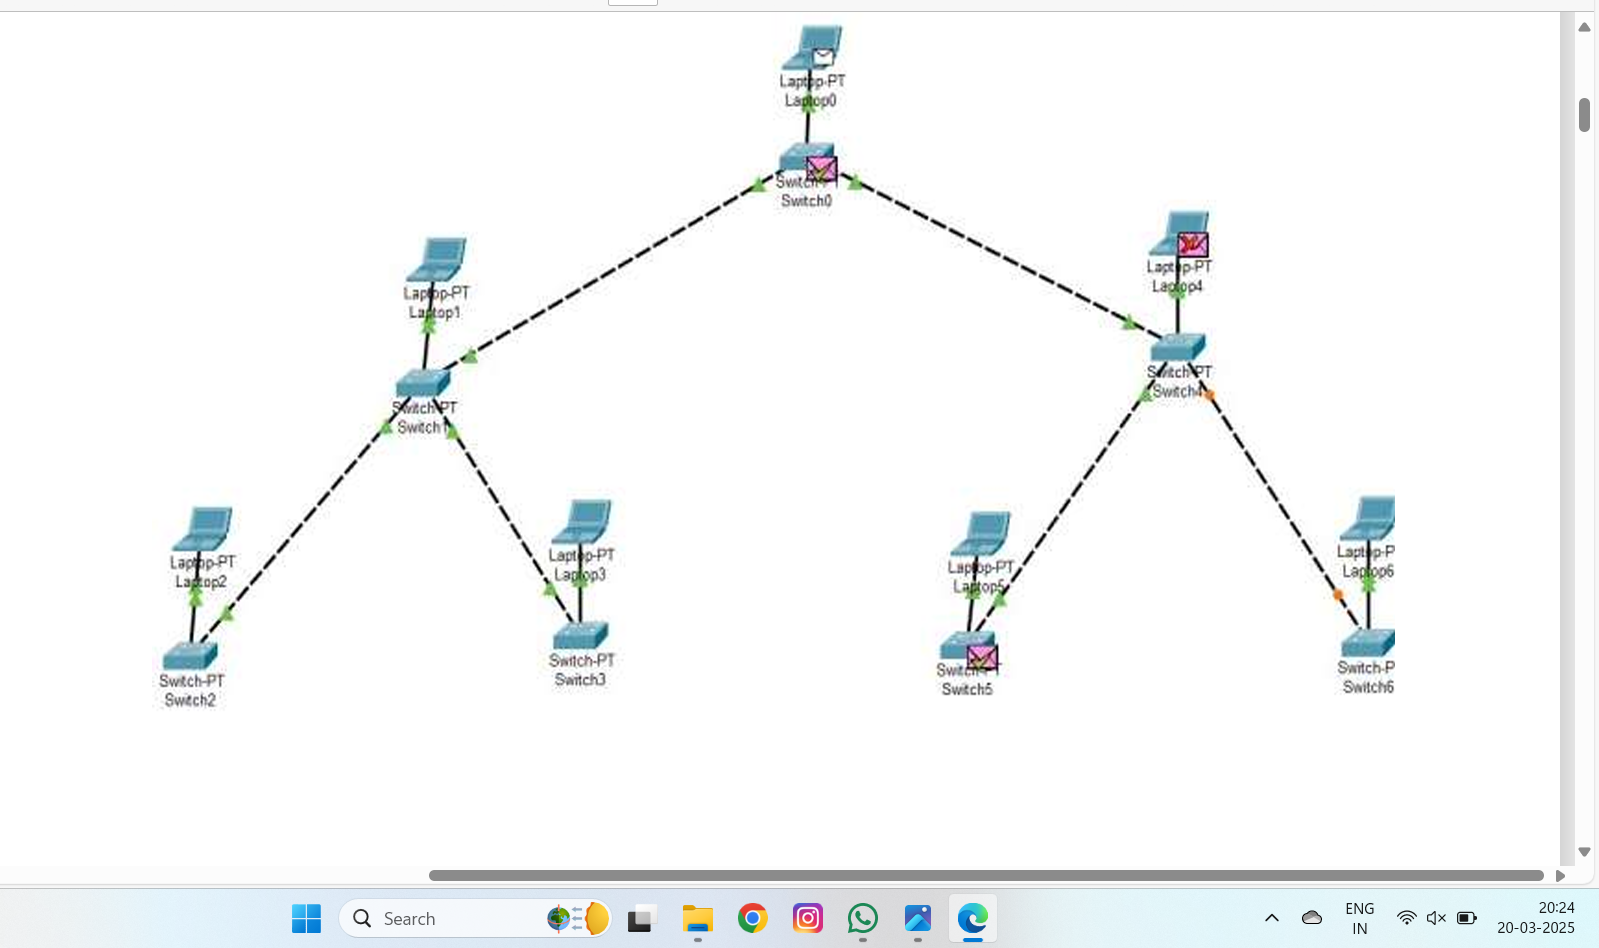 Laptop-PT
Laptop0
Switch-PT
Switch0
Laptop-PT
Laptop4
Laptop-PT
Laptop1
Switch-PT
Switch4
Switch-PT
Switch1
Laptop-PT
Laptop2
Laptop-PT
Laptop3
Laptop-PT
Laptop5
Laptop-P
Laptop6
Switch-PT
Switch2
Switch-PT
Switch3
Switch-PT
Switch5
Switch-P
Switch6
Search
ENG
IN
20:24
20-03-2025